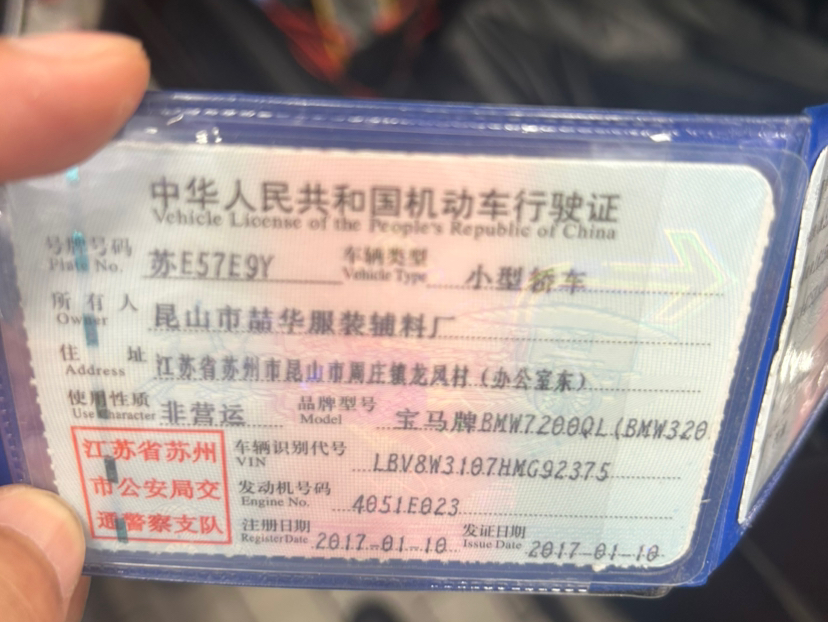 中华人民共和国机动车行驶证
Vehicle License of the People's Republic of China
号牌号码 苏E57E9Y 车辆类型 小型轿车
Plate No. Vehicle Type
所有人 昆山市喆华服装辅料厂
Owner
住址 江苏省苏州市昆山市周庄镇龙凤村(办公室东)
Address
使用性质 非营运 品牌型号 宝马牌BMW7200QL(BMW320
Use Character Model
江苏省苏州
市公安局交
通警察支队
车辆识别代号 LBV8W3107HMG92375
VIN
发动机号码 4051E023
Engine No.
注册日期 2017-01-10 发证日期 2017-01-10
Register Date Issue Date